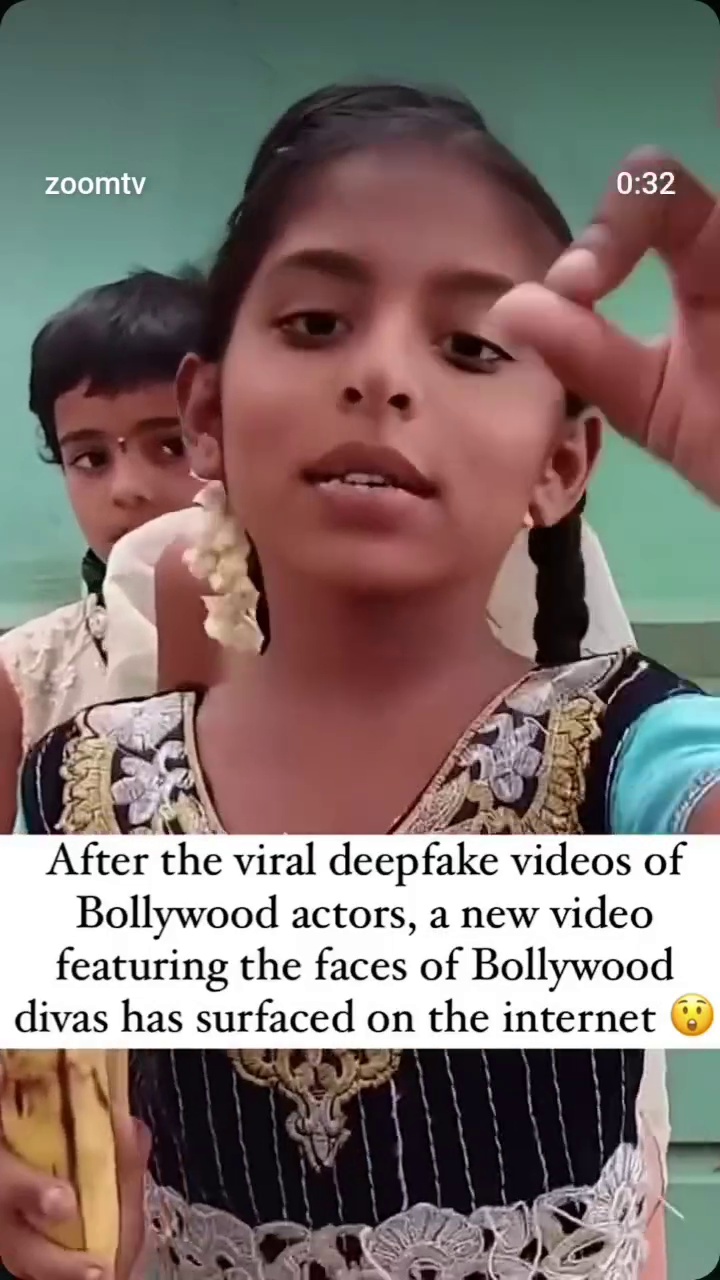 zoomtv
0:32
After the viral deepfake videos of
Bollywood actors, a new video
featuring the faces of Bollywood
divas has surfaced on the internet 😲